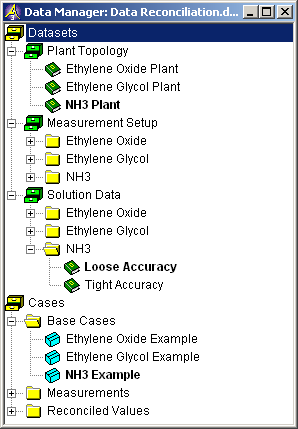 Data Manager: Data Reconciliation.d...
Datasets
Plant Topology
Ethylene Oxide Plant
Ethylene Glycol Plant
NH3 Plant
Measurement Setup
Ethylene Oxide
Ethylene Glycol
NH3
Solution Data
Ethylene Oxide
Ethylene Glycol
NH3
Loose Accuracy
Tight Accuracy
Cases
Base Cases
Ethylene Oxide Example
Ethylene Glycol Example
NH3 Example
Measurements
Reconciled Values